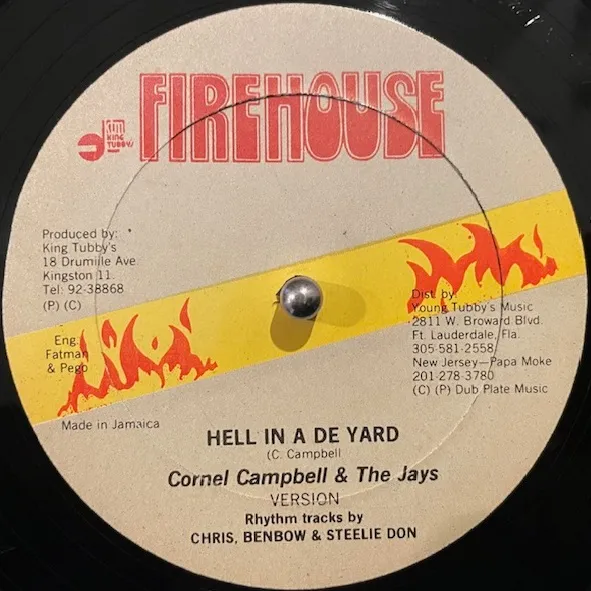 KING
TUBBY'S
FIREHOUSE
Produced by:
King Tubby's
18 Drumille Ave.
Kingston 11.
Tel: 92-38868
(P) (C)
Eng:
Fatman
& Pego
Made in Jamaica
Dist. by:
Young Tubby's Music
2811 W. Broward Blvd.
Ft. Lauderdale, Fla.
305-581-2558
New Jersey—Papa Moke
201-278-3780
(C) (P) Dub Plate Music
HELL IN A DE YARD
(C. Campbell)
Cornel Campbell & The Jays
VERSION
Rhythm tracks by
CHRIS, BENBOW & STEELIE DON